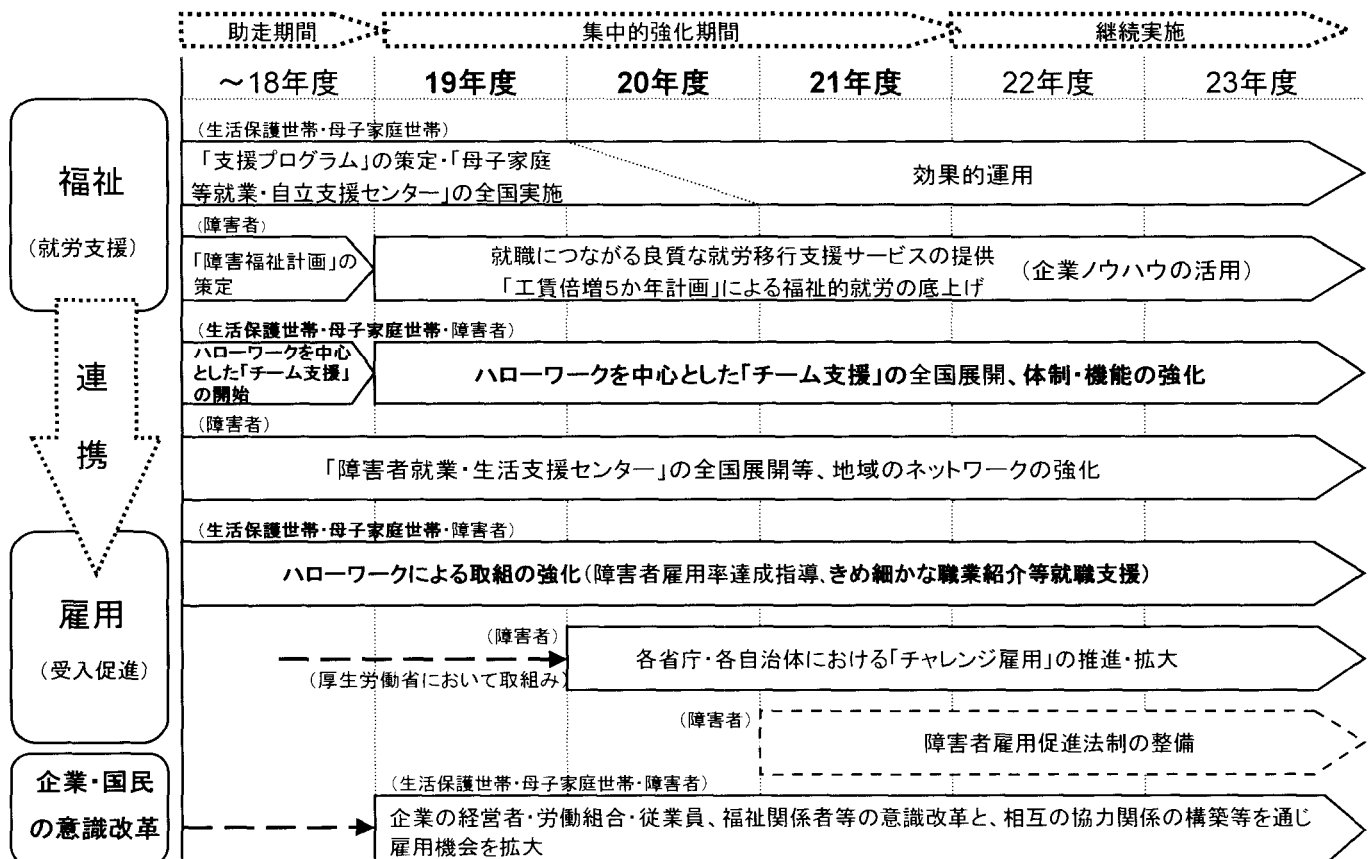 助走期間
集中的強化期間
継続実施
～18年度
19年度
20年度
21年度
22年度
23年度
福祉
(就労支援)
(生活保護世帯・母子家庭世帯)
「支援プログラム」の策定・「母子家庭
等就業・自立支援センター」の全国実施
効果的運用
(障害者)
「障害福祉計画」の
策定
就職につながる良質な就労移行支援サービスの提供
「工賃倍増5か年計画」による福祉的就労の底上げ
(企業ノウハウの活用)
連
携
(生活保護世帯・母子家庭世帯・障害者)
ハローワークを中心
とした「チーム支援」
の開始
ハローワークを中心とした「チーム支援」の全国展開、体制・機能の強化
(障害者)
「障害者就業・生活支援センター」の全国展開等、地域のネットワークの強化
雇用
(受入促進)
(生活保護世帯・母子家庭世帯・障害者)
ハローワークによる取組の強化(障害者雇用率達成指導、きめ細かな職業紹介等就職支援)
(障害者)
(厚生労働省において取組み)
各省庁・各自治体における「チャレンジ雇用」の推進・拡大
(障害者)
障害者雇用促進法制の整備
企業・国民
の意識改革
(生活保護世帯・母子家庭世帯・障害者)
企業の経営者・労働組合・従業員、福祉関係者等の意識改革と、相互の協力関係の構築等を通じ
雇用機会を拡大